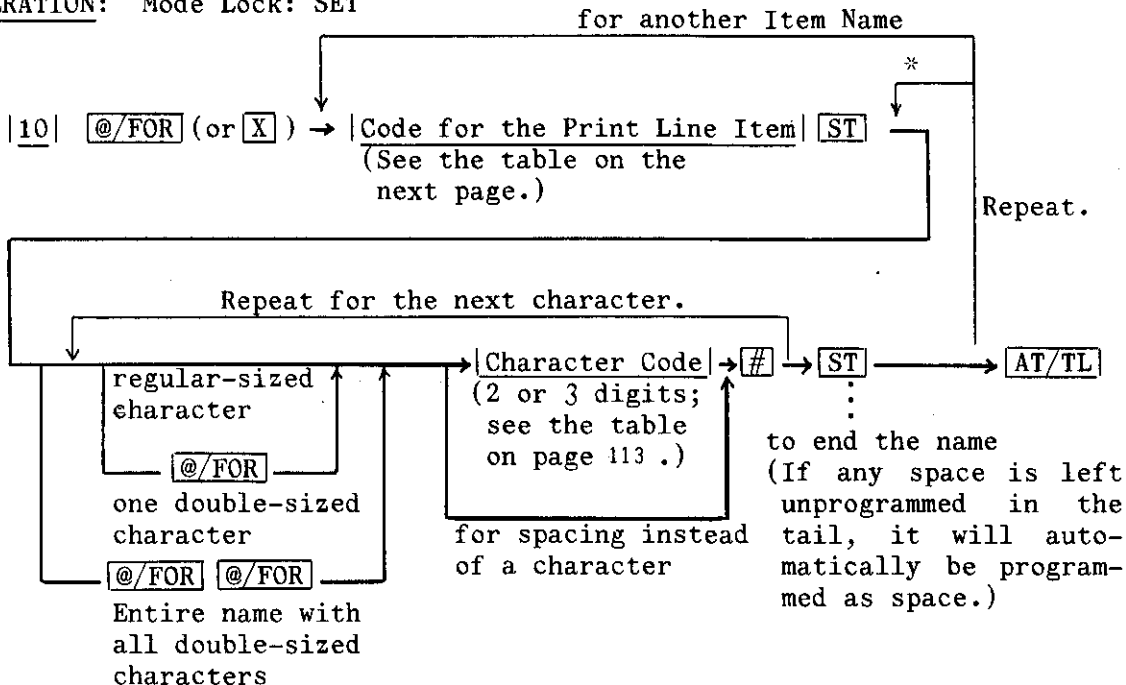 ERATION: Mode Lock: SET
for another Item Name
*
|10| @/FOR (or X) → |Code for the Print Line Item| ST
(See the table on the
next page.)
Repeat.
Repeat for the next character.
regular-sized
character
|Character Code| → # → ST → AT/TL
(2 or 3 digits;
see the table
on page 113 .)
@/FOR
one double-sized
character
@/FOR @/FOR
Entire name with
all double-sized
characters
for spacing instead
of a character
to end the name
(If any space is left
unprogrammed in the
tail, it will auto-
matically be program-
med as space.)